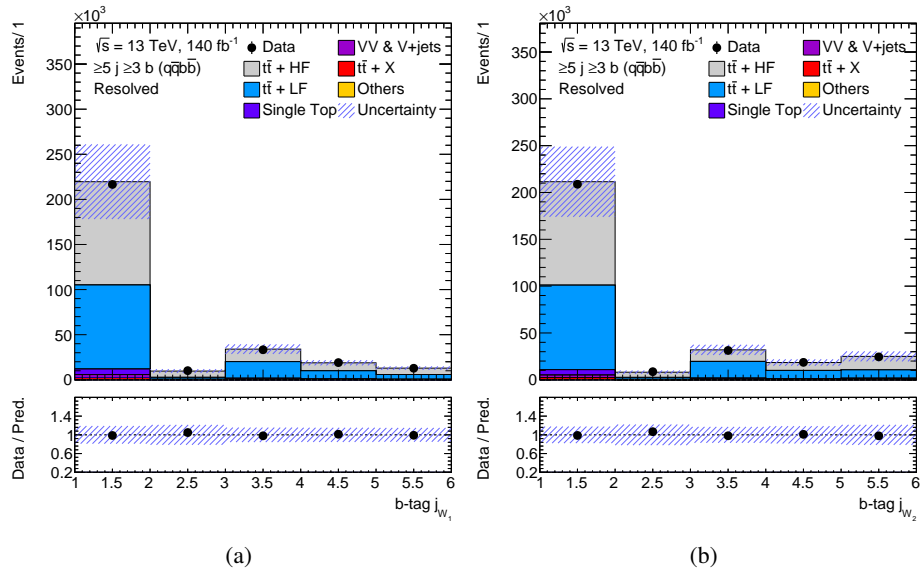 ×10³
Events/ 1
√s = 13 TeV, 140 fb⁻¹
≥5 j ≥3 b (qq̄bb̄)
Resolved
Data
tt̄ + HF
tt̄ + LF
Single Top
VV & V+jets
tt̄ + X
Others
Uncertainty
350
300
250
200
150
100
50
0
Data / Pred.
1.4
1
0.6
0.2
1 1.5 2 2.5 3 3.5 4 4.5 5 5.5 6
b-tag j_W₁
(a)
×10³
Events/ 1
√s = 13 TeV, 140 fb⁻¹
≥5 j ≥3 b (qq̄bb̄)
Resolved
Data
tt̄ + HF
tt̄ + LF
Single Top
VV & V+jets
tt̄ + X
Others
Uncertainty
350
300
250
200
150
100
50
0
Data / Pred.
1.4
1
0.6
0.2
1 1.5 2 2.5 3 3.5 4 4.5 5 5.5 6
b-tag j_W₂
(b)